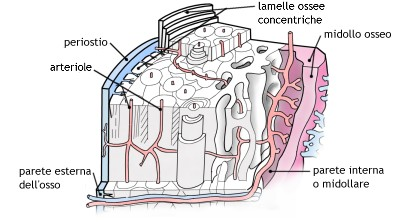 lamelle ossee
concentriche
midollo osseo
periostio
arteriole
parete esterna
dell'osso
parete interna
o midollare